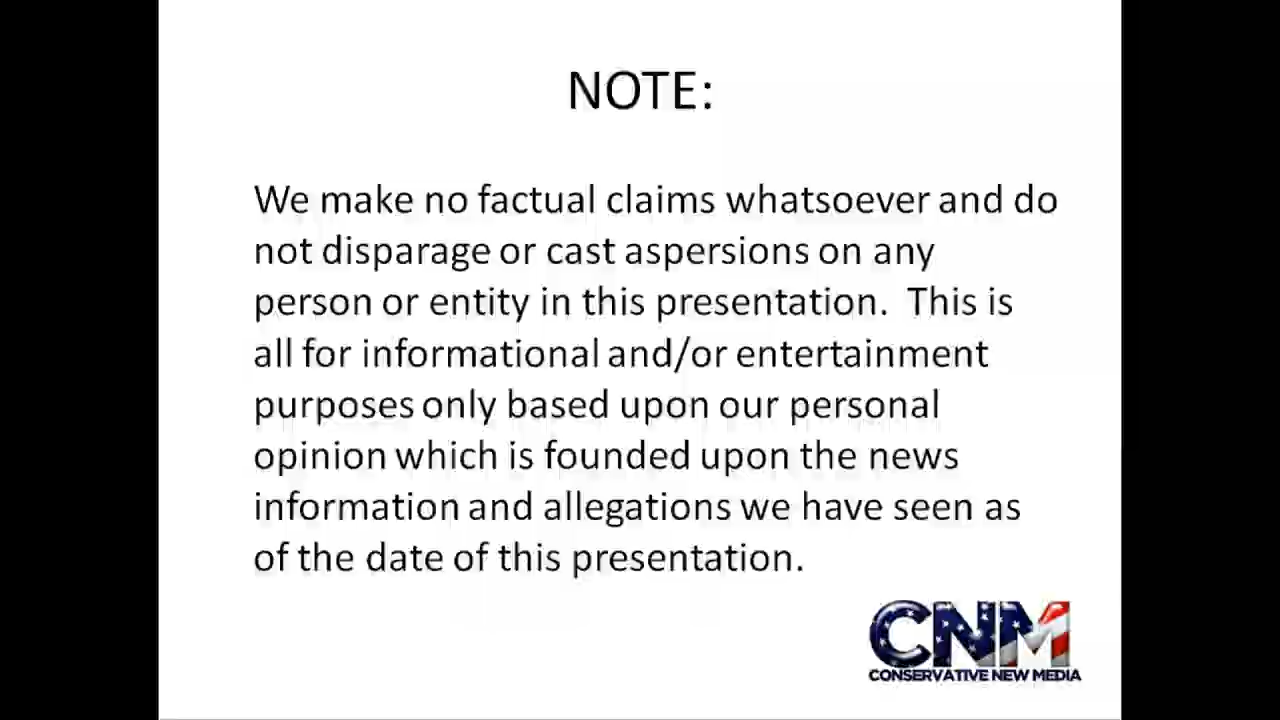 NOTE:
We make no factual claims whatsoever and do
not disparage or cast aspersions on any
person or entity in this presentation.  This is
all for informational and/or entertainment
purposes only based upon our personal
opinion which is founded upon the news
information and allegations we have seen as
of the date of this presentation.
CNM
CONSERVATIVE NEW MEDIA